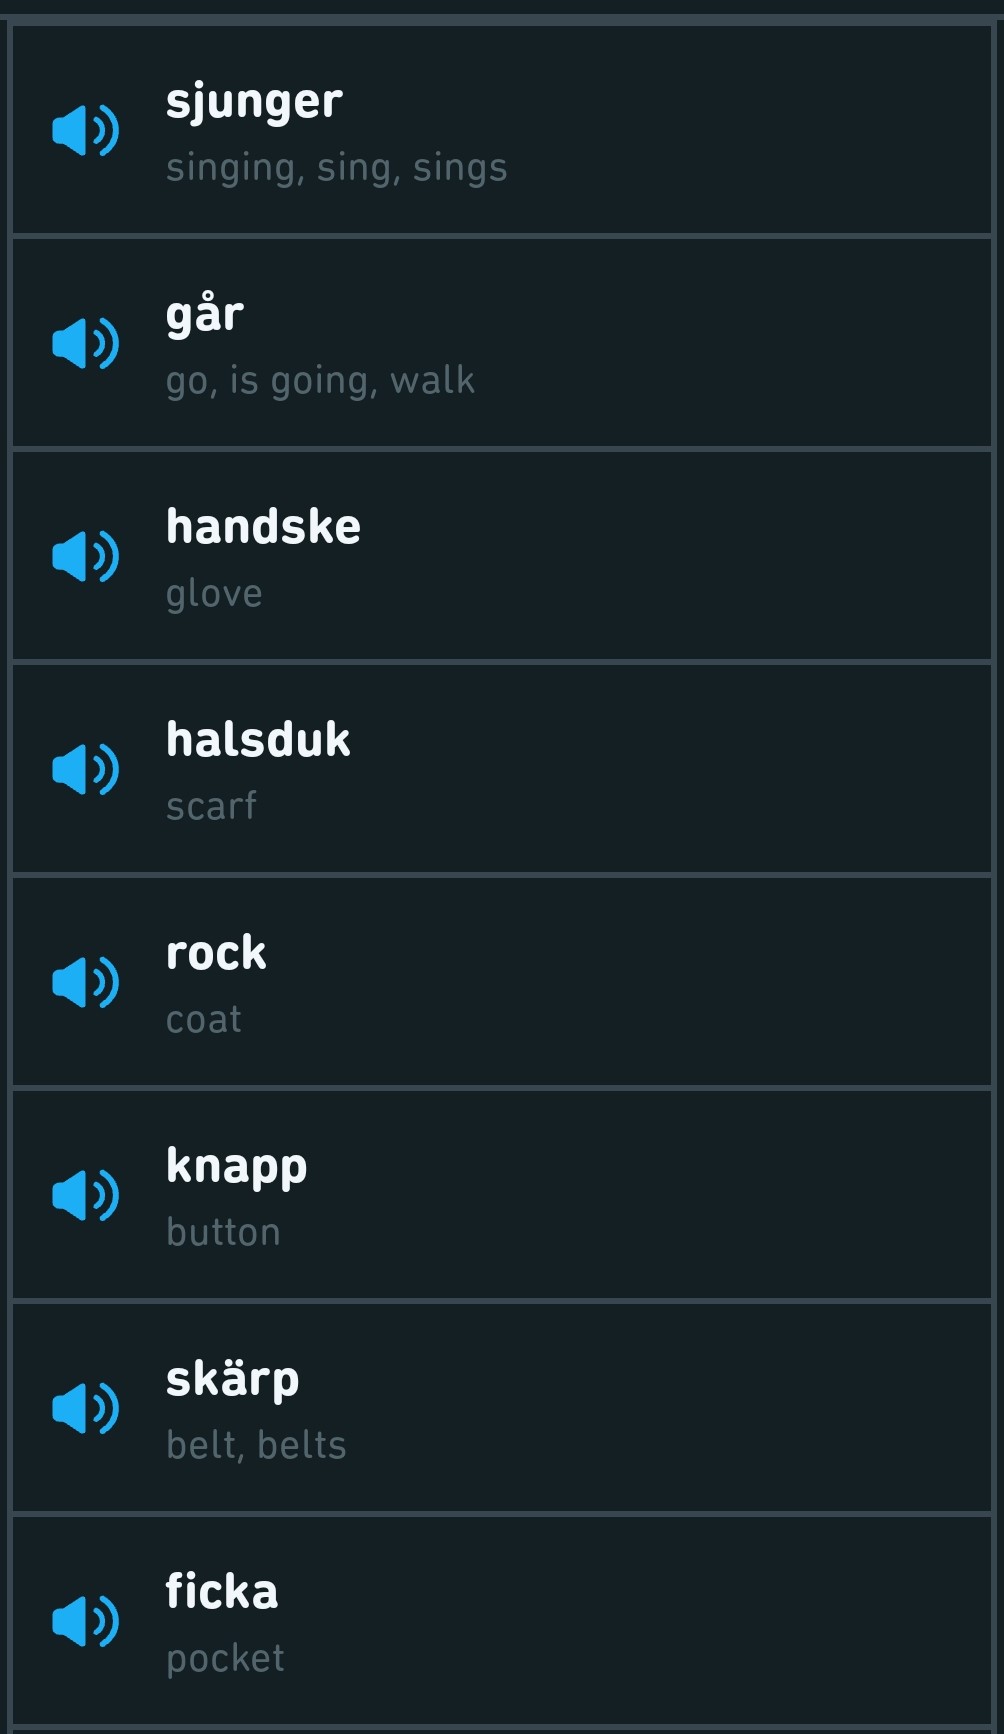 sjunger
singing, sing, sings
går
go, is going, walk
handske
glove
halsduk
scarf
rock
coat
knapp
button
skärp
belt, belts
ficka
pocket